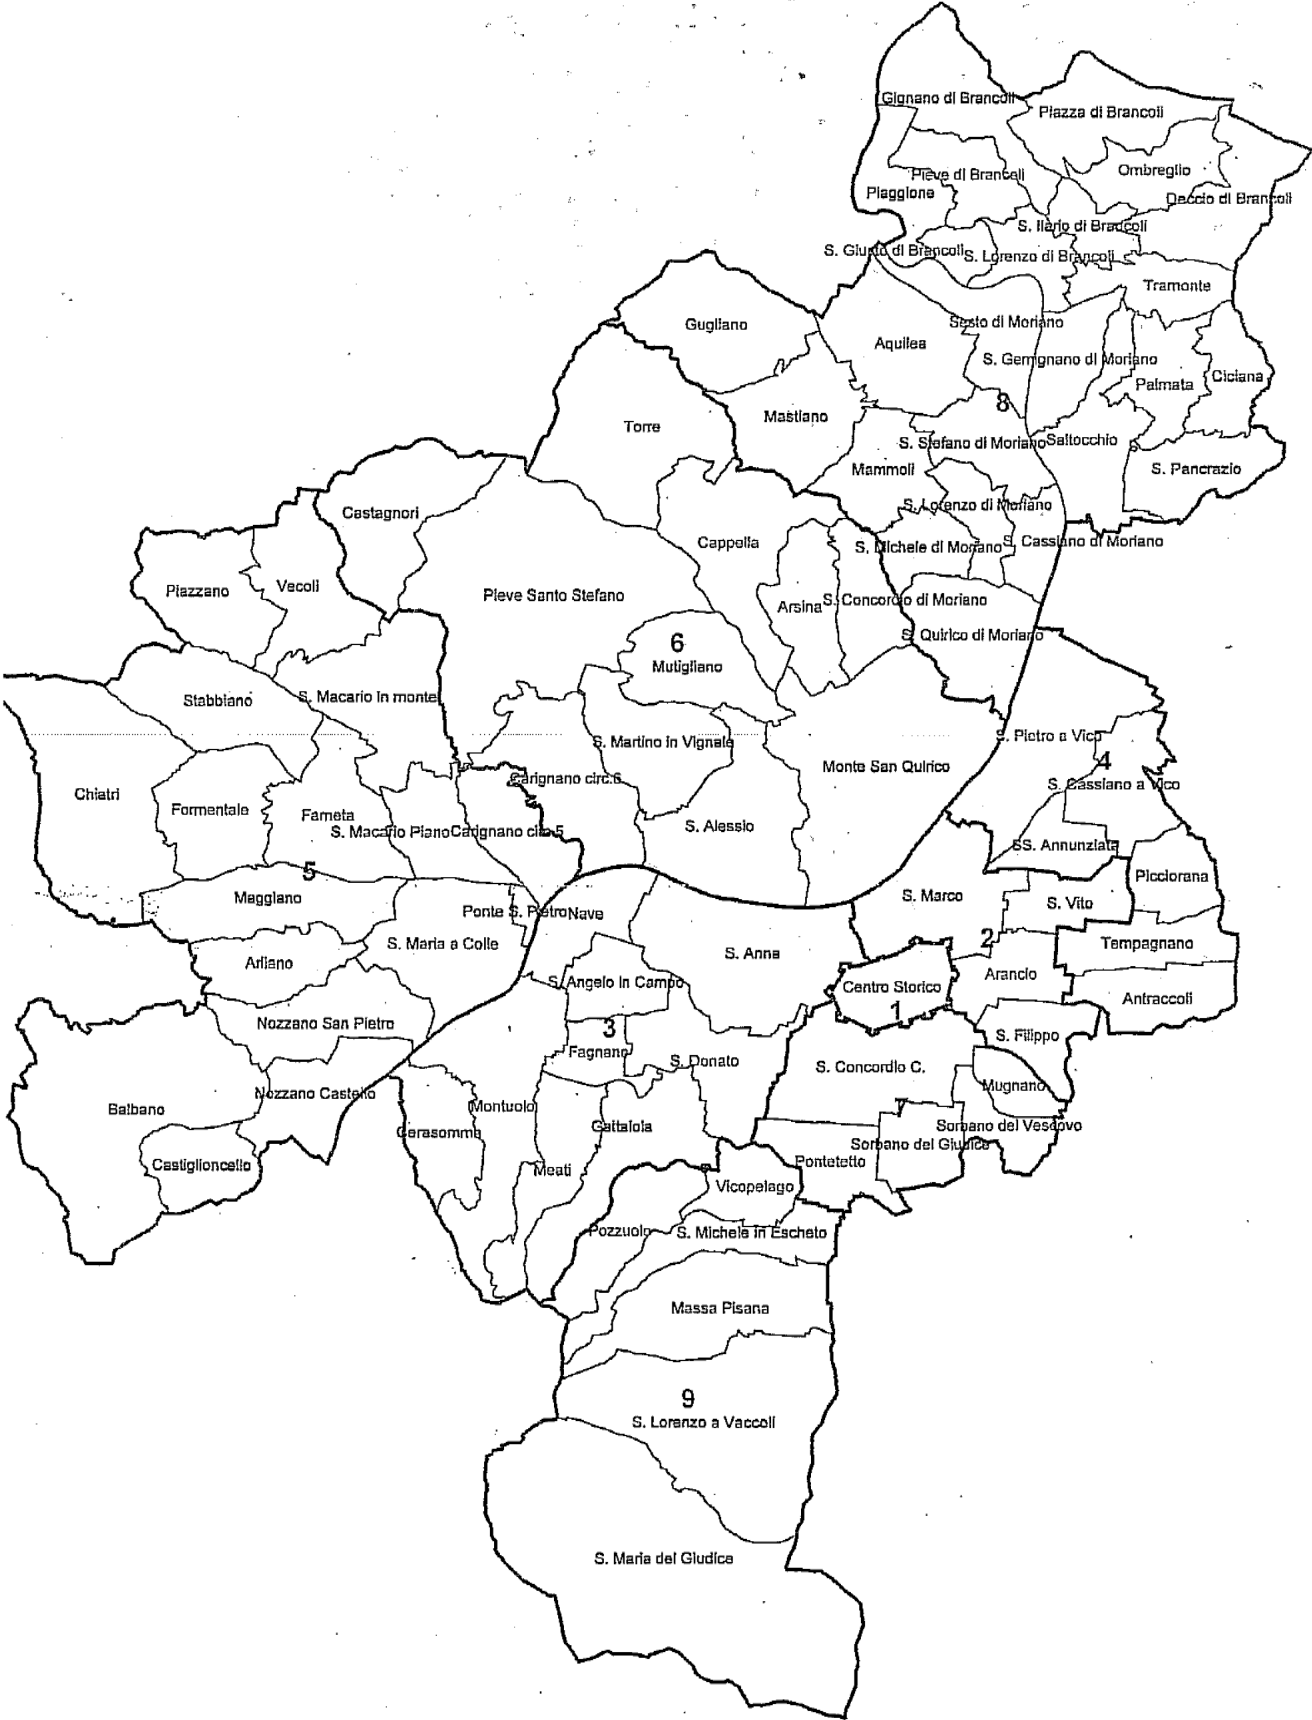 Gignano di Brancoli
Piazza di Brancoli
Ombreglio
Pieve di Brancoli
Piaggione
Deccio di Brancoli
S. Ilario di Brancoli
S. Giusto di Brancoli
S. Lorenzo di Brancoli
Tramonte
Gugliano
Sesto di Moriano
Aquilea
S. Gemignano di Moriano
Palmata
Ciciana
8
Mastiano
Torre
S. Stefano di Moriano
Saltocchio
Mammoli
S. Pancrazio
Castagnori
S. Lorenzo di Moriano
Cappella
S. Michele di Moriano
S. Cassiano di Moriano
Piazzano
Vecoli
Pieve Santo Stefano
Arsina
S. Concordio di Moriano
6
S. Quirico di Moriano
Mutigliano
Stabbiano
S. Macario in monte
S. Martino in Vignale
S. Pietro a Vico
4
Monte San Quirico
Carignano circ.6
S. Cassiano a Vico
Chiatri
Formentale
Farneta
S. Macario Piano
Carignano circ.5
S. Alessio
SS. Annunziata
5
Picciorana
Maggiano
S. Marco
S. Vito
Ponte S. Pietro
Nave
S. Maria a Colle
2
Tempagnano
S. Anna
Arliano
Arancio
S. Angelo in Campo
Centro Storico
Antraccoli
1
Nozzano San Pietro
3
S. Filippo
Fagnano
S. Donato
S. Concordio C.
Mugnano
Nozzano Castello
Balbano
Montuolo
7
Cerasomma
Gattaiola
Sorbano del Vescovo
Sorbano del Giudice
Castiglioncello
Meati
Pontetetto
Vicopelago
Pozzuolo
S. Michele in Escheto
Massa Pisana
9
S. Lorenzo a Vaccoli
S. Maria del Giudice